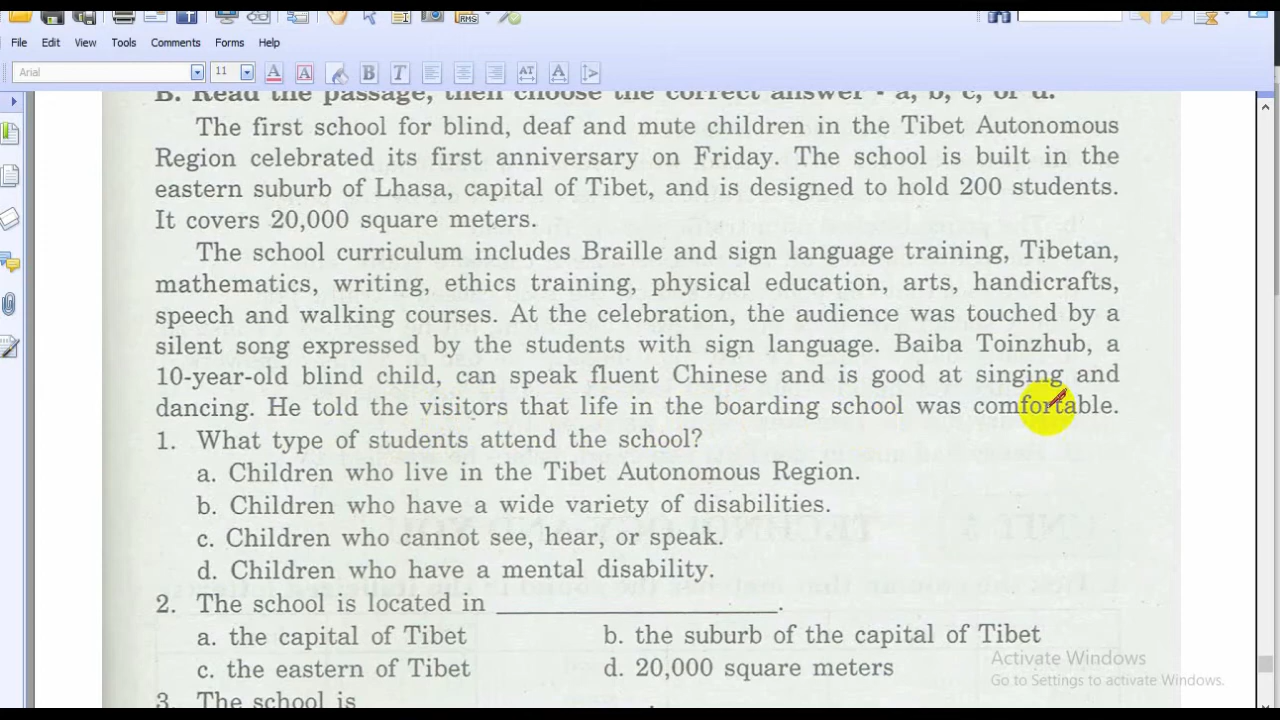 File Edit View Tools Comments Forms Help
Arial 11
B. Read the passage, then choose the correct answer - a, b, c, or d.
The first school for blind, deaf and mute children in the Tibet Autonomous
Region celebrated its first anniversary on Friday. The school is built in the
eastern suburb of Lhasa, capital of Tibet, and is designed to hold 200 students.
It covers 20,000 square meters.
The school curriculum includes Braille and sign language training, Tibetan,
mathematics, writing, ethics training, physical education, arts, handicrafts,
speech and walking courses. At the celebration, the audience was touched by a
silent song expressed by the students with sign language. Baiba Toinzhub, a
10-year-old blind child, can speak fluent Chinese and is good at singing and
dancing. He told the visitors that life in the boarding school was comfortable.
1. What type of students attend the school?
a. Children who live in the Tibet Autonomous Region.
b. Children who have a wide variety of disabilities.
c. Children who cannot see, hear, or speak.
d. Children who have a mental disability.
2. The school is located in ____________________.
a. the capital of Tibet b. the suburb of the capital of Tibet
c. the eastern of Tibet d. 20,000 square meters
Activate Windows
Go to Settings to activate Windows.
3. The school is